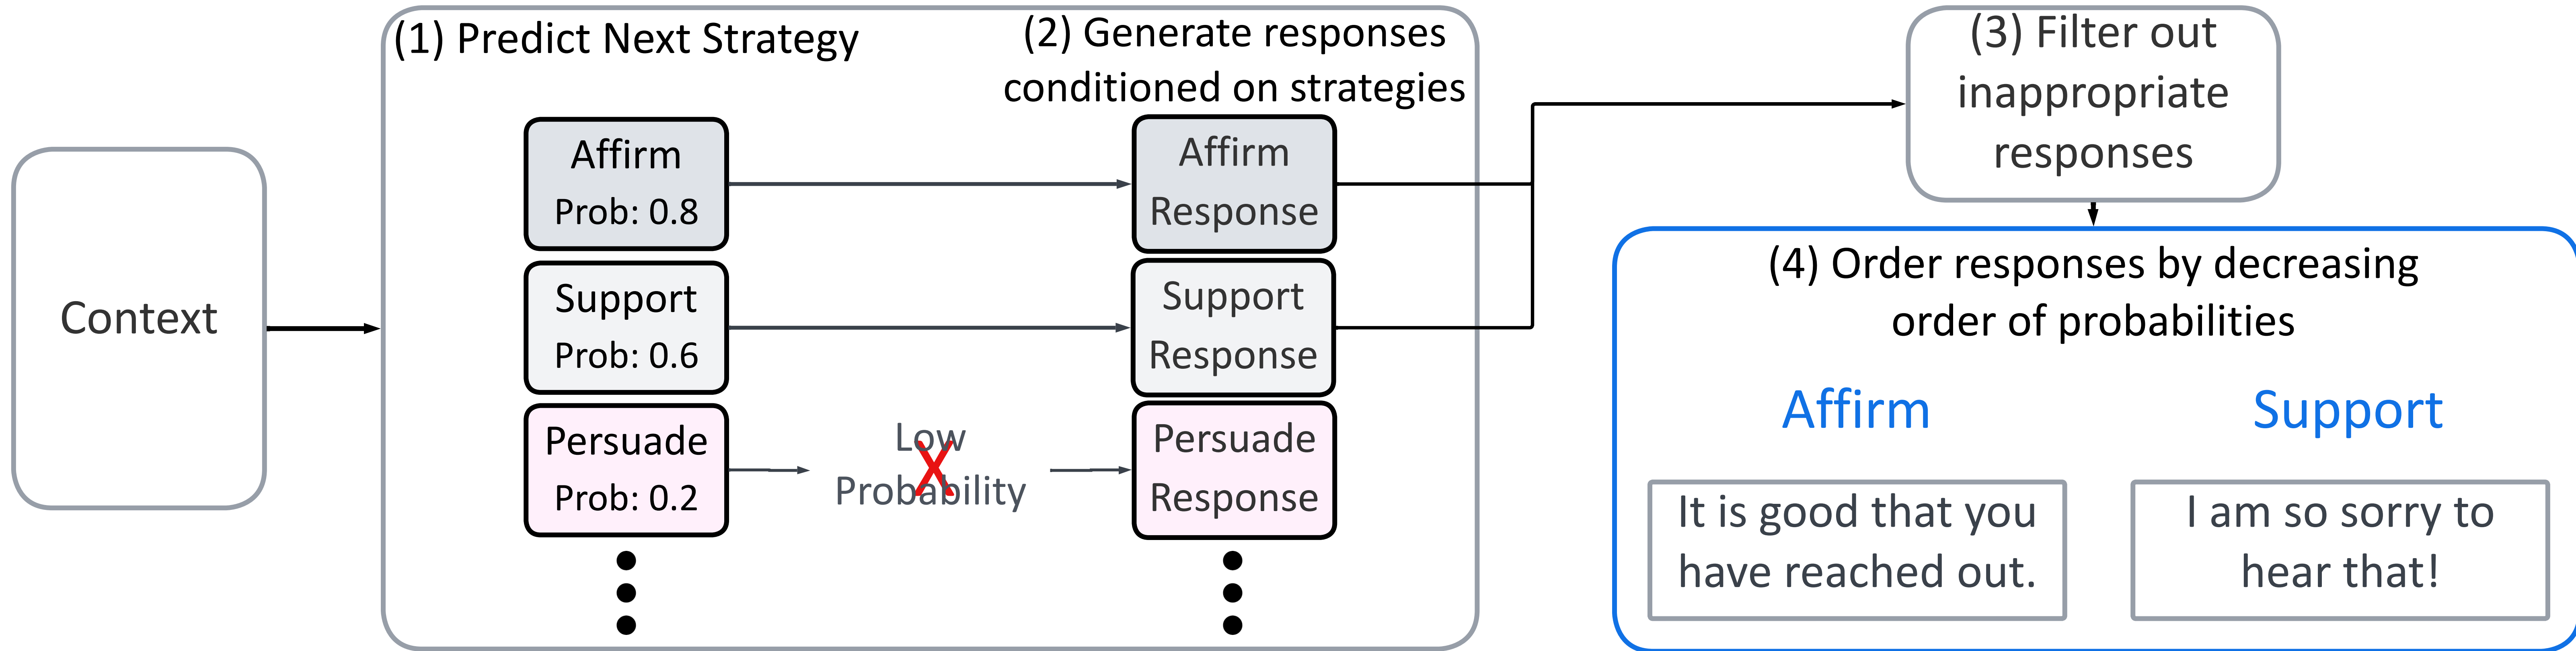 Context
(1) Predict Next Strategy
Affirm
Prob: 0.8
Support
Prob: 0.6
Persuade
Prob: 0.2
Low
Probability
X
(2) Generate responses
conditioned on strategies
Affirm
Response
Support
Response
Persuade
Response
(3) Filter out
inappropriate
responses
(4) Order responses by decreasing
order of probabilities
Affirm
It is good that you
have reached out.
Support
I am so sorry to
hear that!